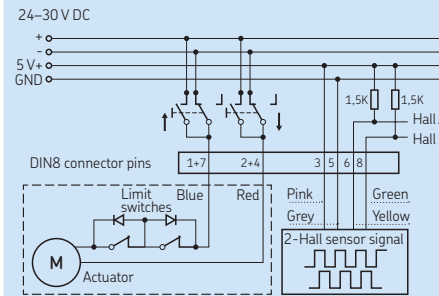 24–30 V DC
+
-
5 V+
GND
1,5K
1,5K
Hall
Hall
DIN8 connector pins
1+7
2+4
3
5
6
8
Limit
switches
Blue
Red
Pink
Green
Grey
Yellow
2-Hall sensor signal
M
Actuator